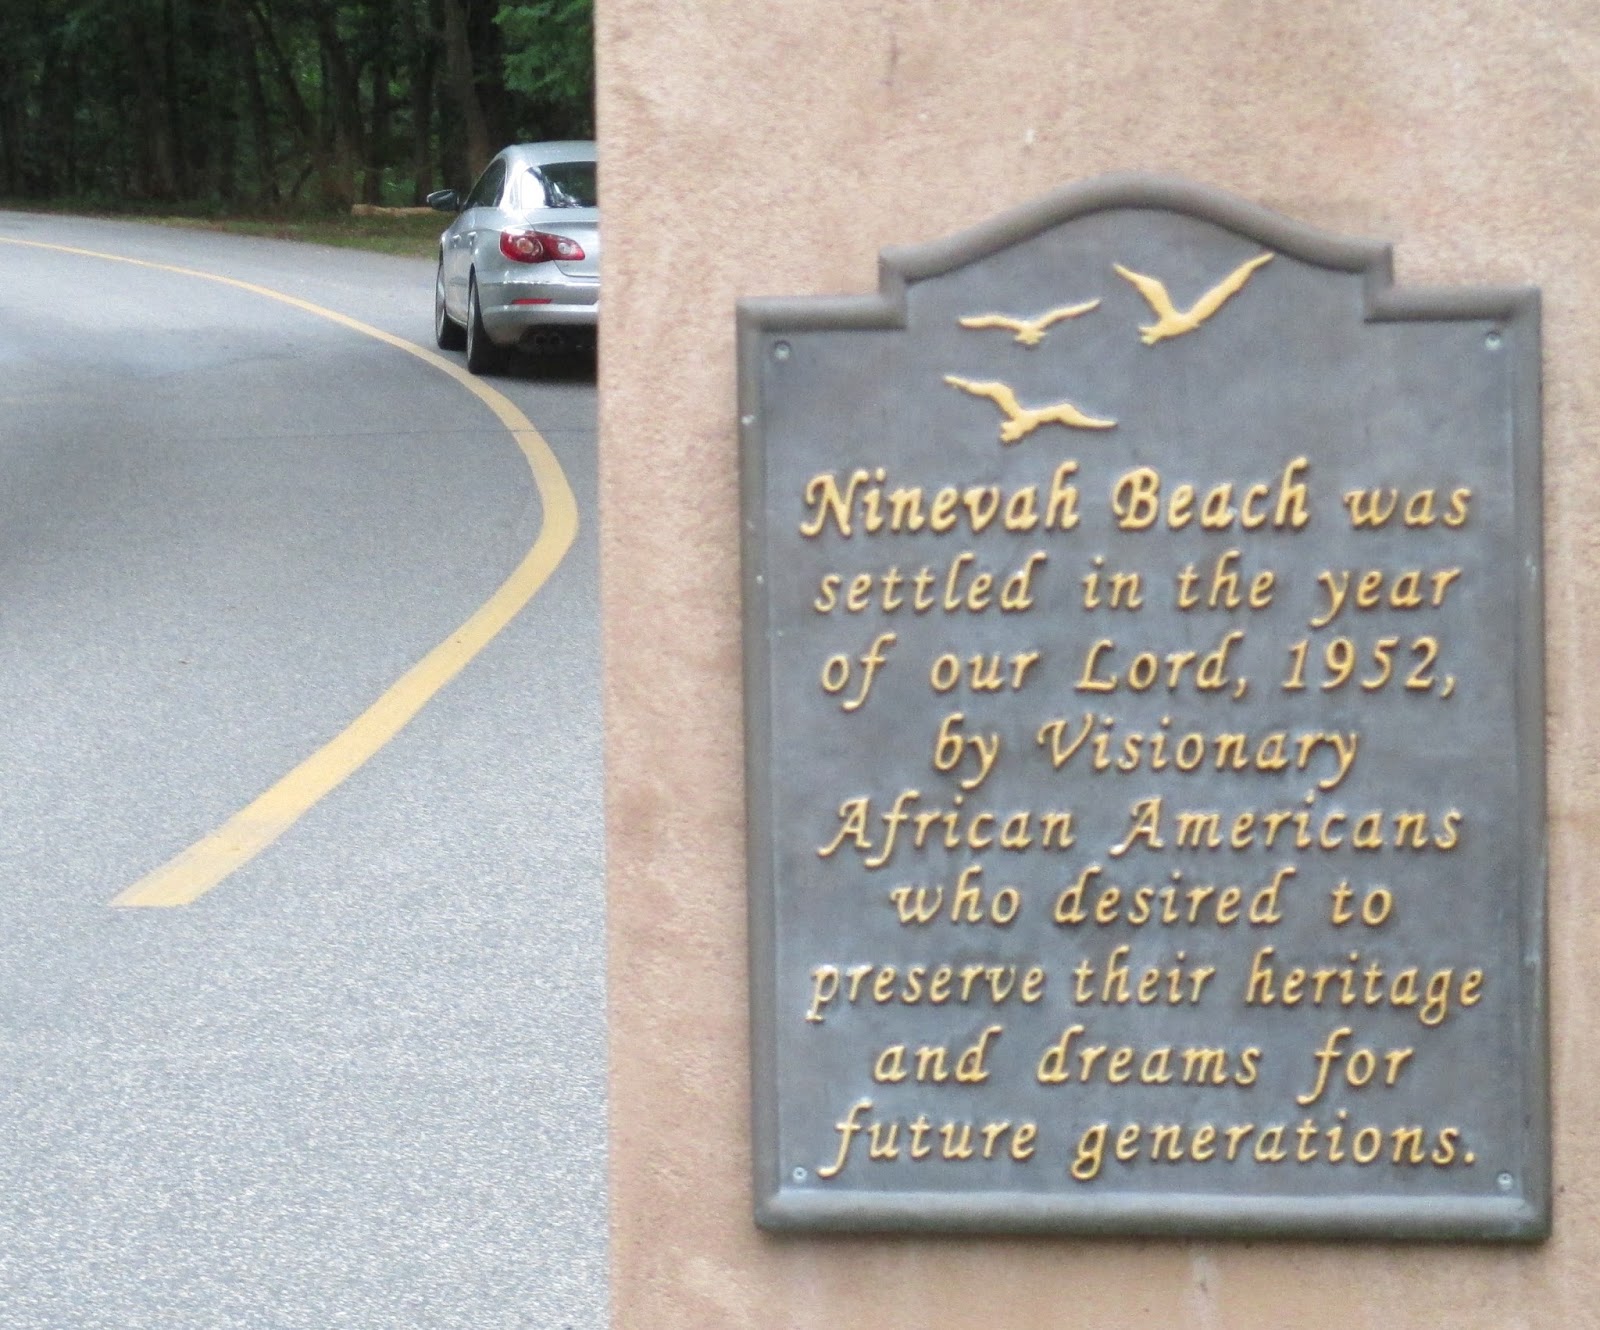 Ninevah Beach was
settled in the year
of our Lord, 1952,
by Visionary
African Americans
who desired to
preserve their heritage
and dreams for
future generations.